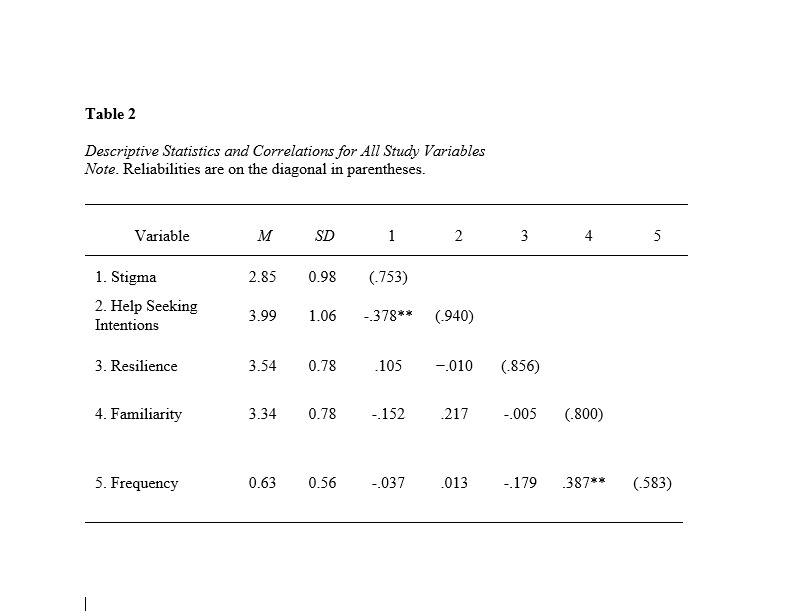 Table 2
Descriptive Statistics and Correlations for All Study Variables
Note. Reliabilities are on the diagonal in parentheses.
Variable M SD 1 2 3 4 5
1. Stigma 2.85 0.98 (.753)
2. Help Seeking
Intentions 3.99 1.06 -.378** (.940)
3. Resilience 3.54 0.78 .105 −.010 (.856)
4. Familiarity 3.34 0.78 -.152 .217 -.005 (.800)
5. Frequency 0.63 0.56 -.037 .013 -.179 .387** (.583)